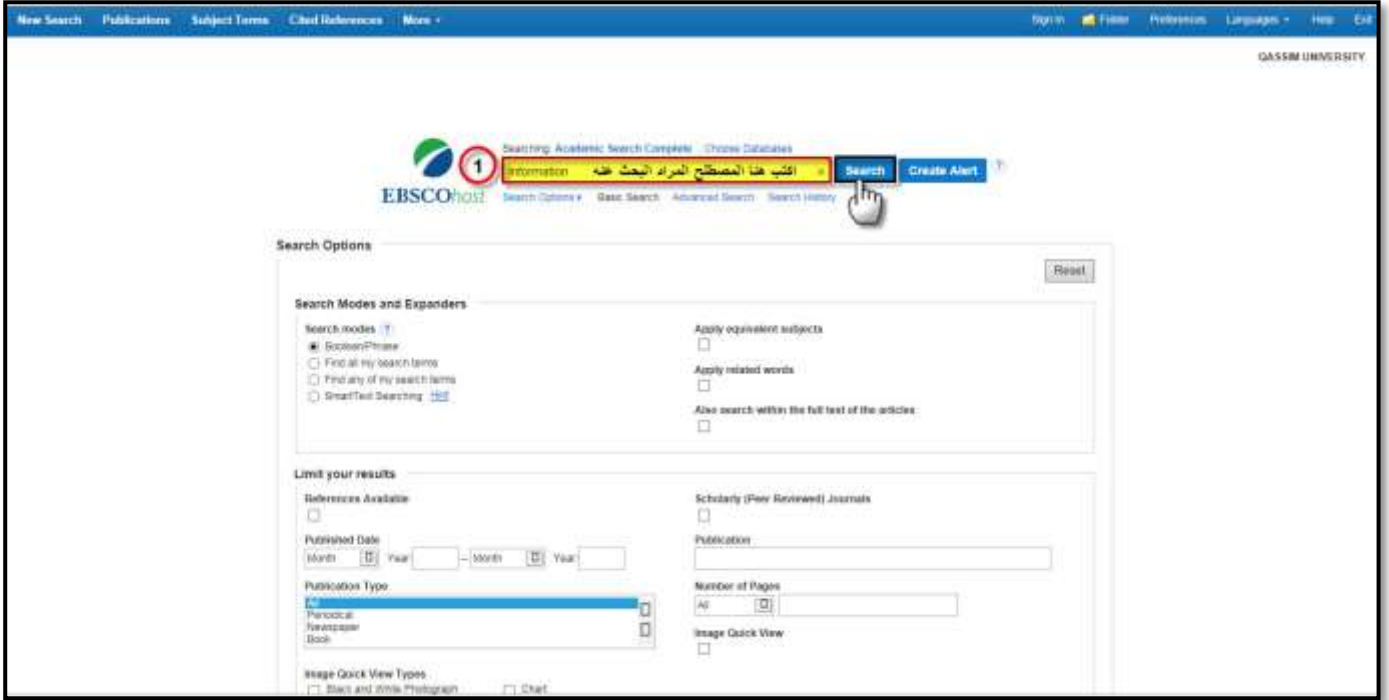 New Search Publications Subject Terms Cited References More
Sign In Folder Preferences Languages Help Exit
QASSIM UNIVERSITY
Searching: Academic Search Complete Choose Databases
1 Information اكتب هنا المصطلح المراد البحث عنه × Search Create Alert ?
EBSCOhost Search Options Basic Search Advanced Search Search History
Search Options
Reset
Search Modes and Expanders
Search modes ? Apply equivalent subjects
Boolean/Phrase
Find all my search terms Apply related words
Find any of my search terms
SmartText Searching Hint
Also search within the full text of the articles
Limit your results
References Available Scholarly (Peer Reviewed) Journals
Published Date Publication
Month Year – Month Year
Publication Type Number of Pages
All All
Periodical
Newspaper Image Quick View
Book
Image Quick View Types
Black and White Photograph Chart